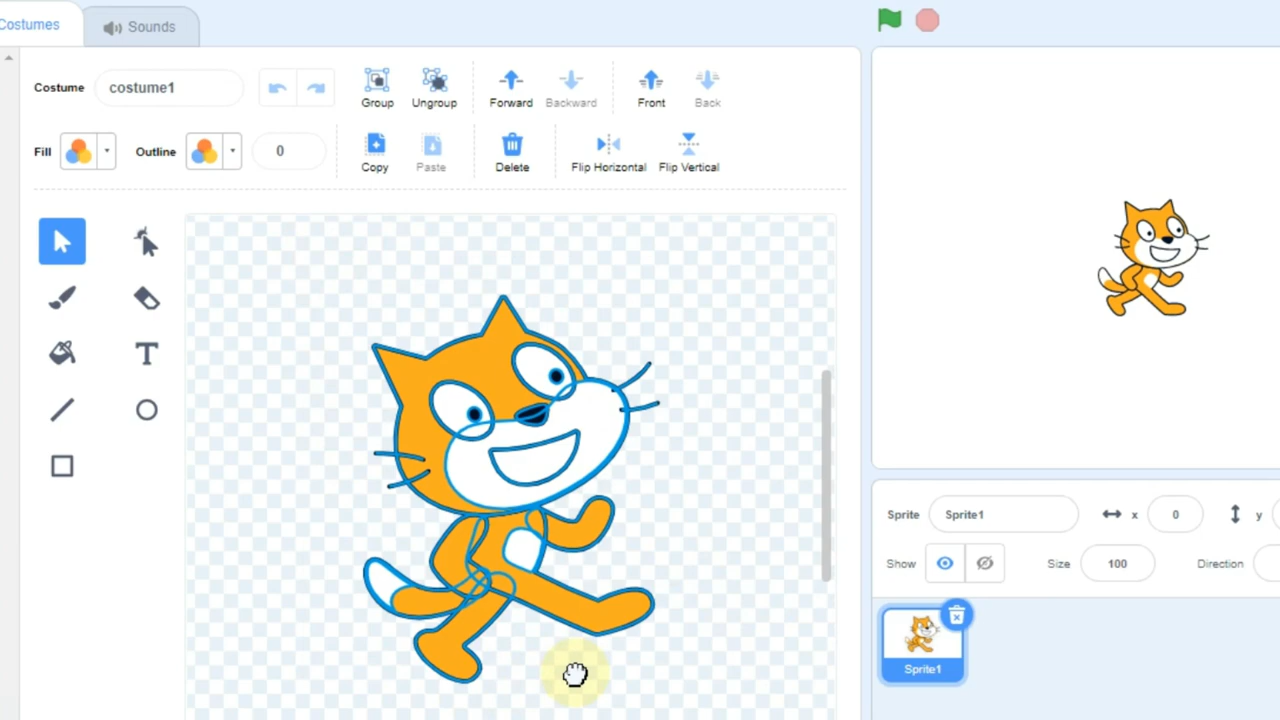 Costumes
Sounds
Costume costume1
Group Ungroup Forward Backward Front Back
Fill Outline 0
Copy Paste Delete Flip Horizontal Flip Vertical
T
Sprite Sprite1 x 0 y
Show Size 100 Direction
Sprite1